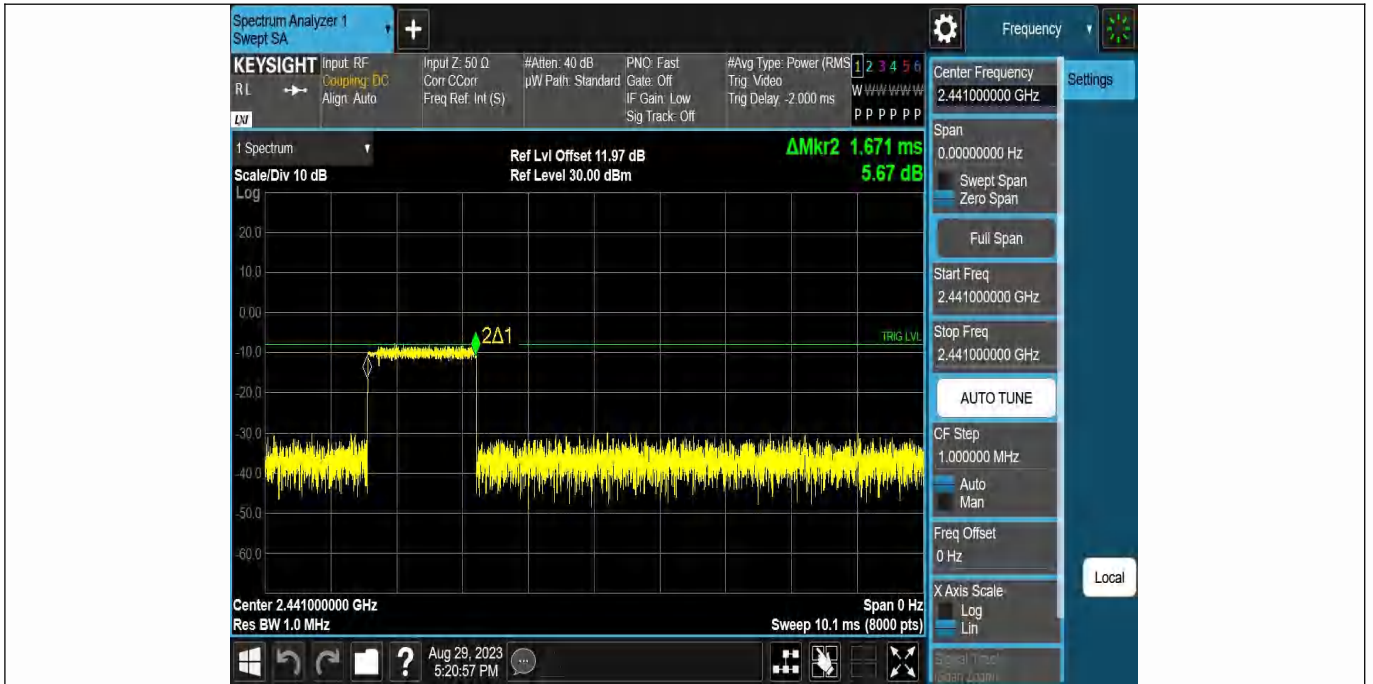 Spectrum Analyzer 1
Swept SA
+
Frequency
KEYSIGHT
RL
LXI
Input: RF
Coupling: DC
Align: Auto
Input Z: 50 Ω
Corr CCorr
Freq Ref: Int (S)
#Atten: 40 dB
µW Path: Standard
PNO: Fast
Gate: Off
IF Gain: Low
Sig Track: Off
#Avg Type: Power (RMS
Trig: Video
Trig Delay: -2.000 ms
1 2 3 4 5 6
W W W W W W
P P P P P P
1 Spectrum
Scale/Div 10 dB
Ref Lvl Offset 11.97 dB
Ref Level 30.00 dBm
ΔMkr2 1.671 ms
5.67 dB
Log
20.0
10.0
0.00
-10.0
-20.0
-30.0
-40.0
-50.0
-60.0
2Δ1
TRIG LVL
Center 2.441000000 GHz
Res BW 1.0 MHz
Span 0 Hz
Sweep 10.1 ms (8000 pts)
Center Frequency
2.441000000 GHz
Settings
Span
0.00000000 Hz
Swept Span
Zero Span
Full Span
Start Freq
2.441000000 GHz
Stop Freq
2.441000000 GHz
AUTO TUNE
CF Step
1.000000 MHz
Auto
Man
Freq Offset
0 Hz
X Axis Scale
Log
Lin
Signal Track
(Span Zoom)
Local
?
Aug 29, 2023
5:20:57 PM